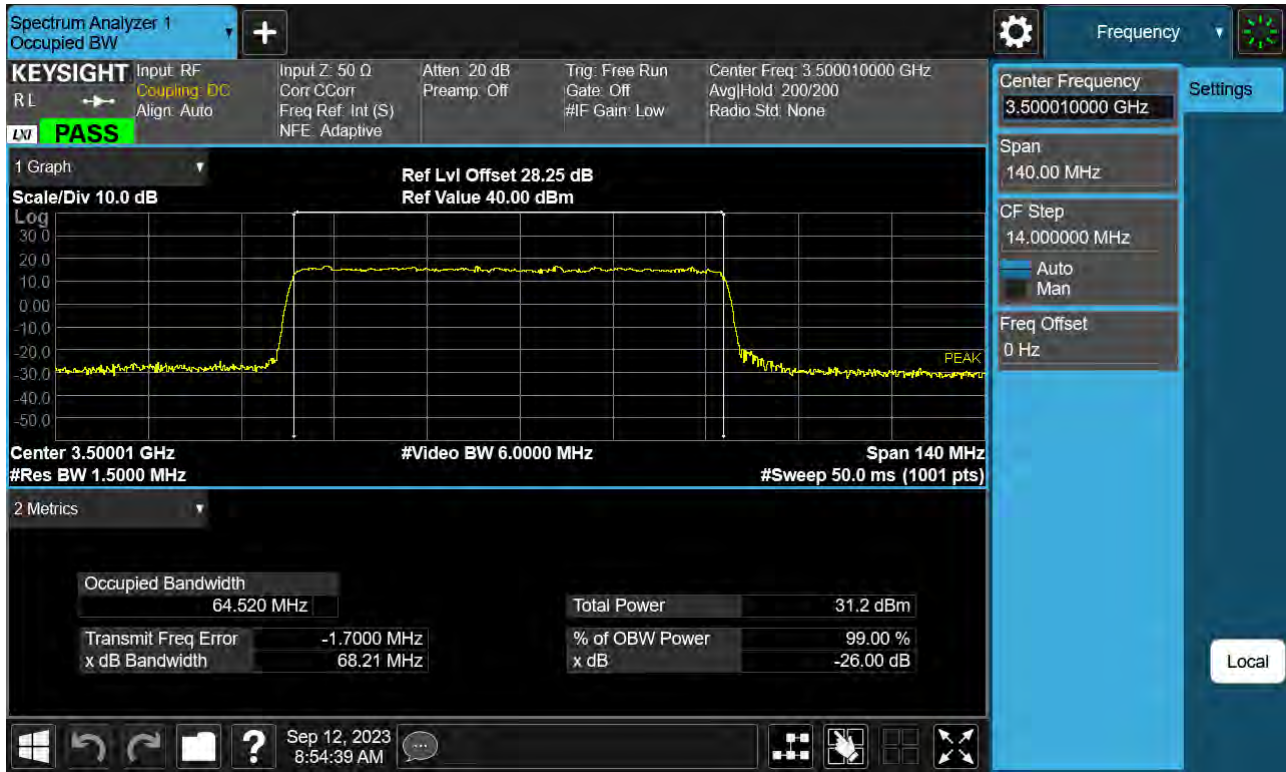 Spectrum Analyzer 1
Occupied BW
Frequency
KEYSIGHT
RL
LXI
PASS
Input: RF
Coupling: DC
Align: Auto
Input Z: 50 Ω
Corr CCorr
Freq Ref: Int (S)
NFE: Adaptive
Atten: 20 dB
Preamp: Off
Trig: Free Run
Gate: Off
#IF Gain: Low
Center Freq: 3.500010000 GHz
Avg|Hold: 200/200
Radio Std: None
Center Frequency
3.500010000 GHz
Settings
Span
140.00 MHz
CF Step
14.000000 MHz
Auto
Man
Freq Offset
0 Hz
Local
1 Graph
Ref Lvl Offset 28.25 dB
Scale/Div 10.0 dB
Ref Value 40.00 dBm
Log
30.0
20.0
10.0
0.00
-10.0
-20.0
-30.0
-40.0
-50.0
PEAK
Center 3.50001 GHz
#Video BW 6.0000 MHz
Span 140 MHz
#Res BW 1.5000 MHz
#Sweep 50.0 ms (1001 pts)
2 Metrics
Occupied Bandwidth
64.520 MHz
Total Power 31.2 dBm
Transmit Freq Error -1.7000 MHz
% of OBW Power 99.00 %
x dB Bandwidth 68.21 MHz
x dB -26.00 dB
?
Sep 12, 2023
8:54:39 AM